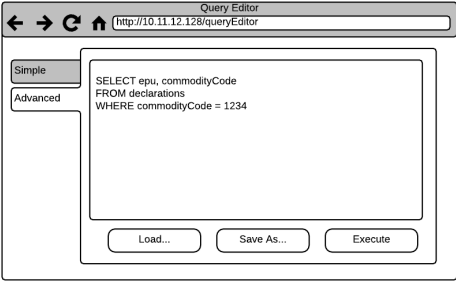 Query Editor
http://10.11.12.128/queryEditor
Simple
Advanced
SELECT epu, commodityCode
FROM declarations
WHERE commodityCode = 1234
Load...
Save As...
Execute